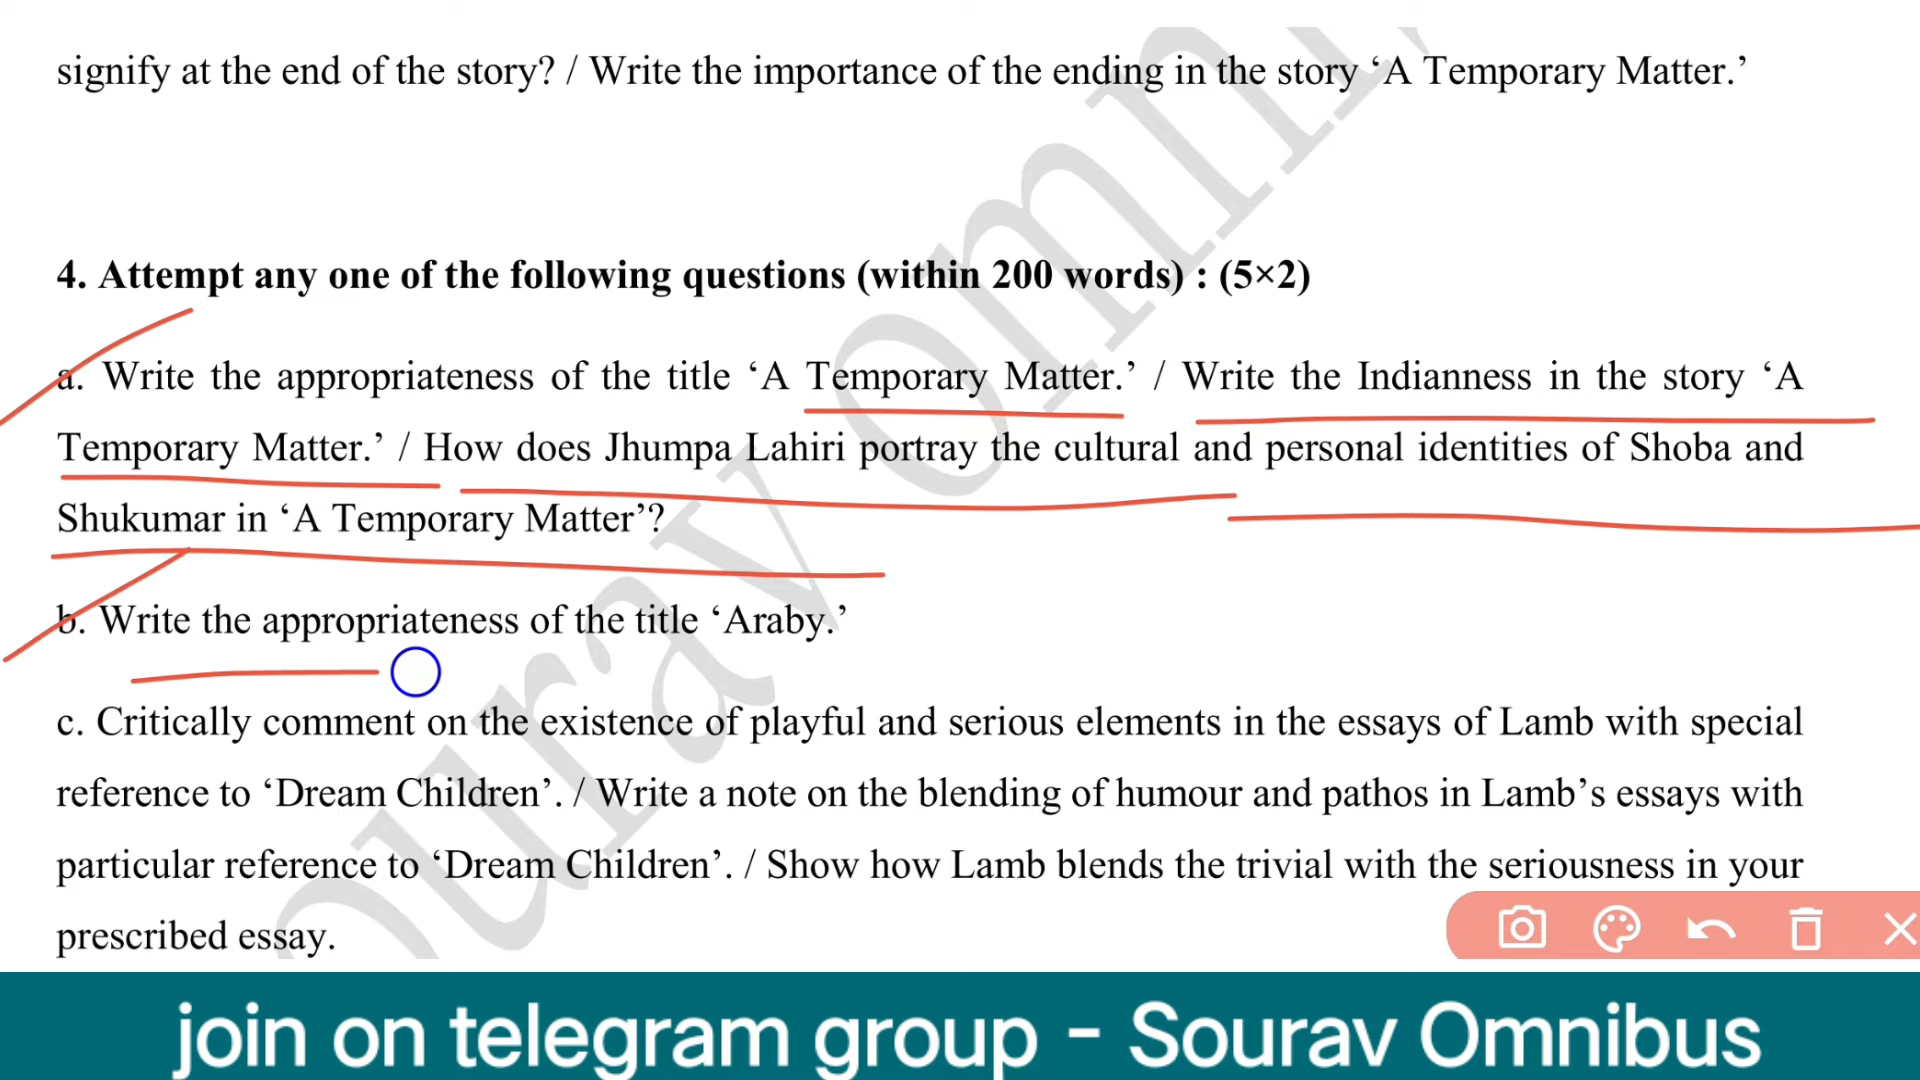 signify at the end of the story? / Write the importance of the ending in the story ‘A Temporary Matter.’
4. Attempt any one of the following questions (within 200 words) : (5×2)
a. Write the appropriateness of the title ‘A Temporary Matter.’ / Write the Indianness in the story ‘A
Temporary Matter.’ / How does Jhumpa Lahiri portray the cultural and personal identities of Shoba and
Shukumar in ‘A Temporary Matter’?
b. Write the appropriateness of the title ‘Araby.’
c. Critically comment on the existence of playful and serious elements in the essays of Lamb with special
reference to ‘Dream Children’. / Write a note on the blending of humour and pathos in Lamb’s essays with
particular reference to ‘Dream Children’. / Show how Lamb blends the trivial with the seriousness in your
prescribed essay.
join on telegram group - Sourav Omnibus